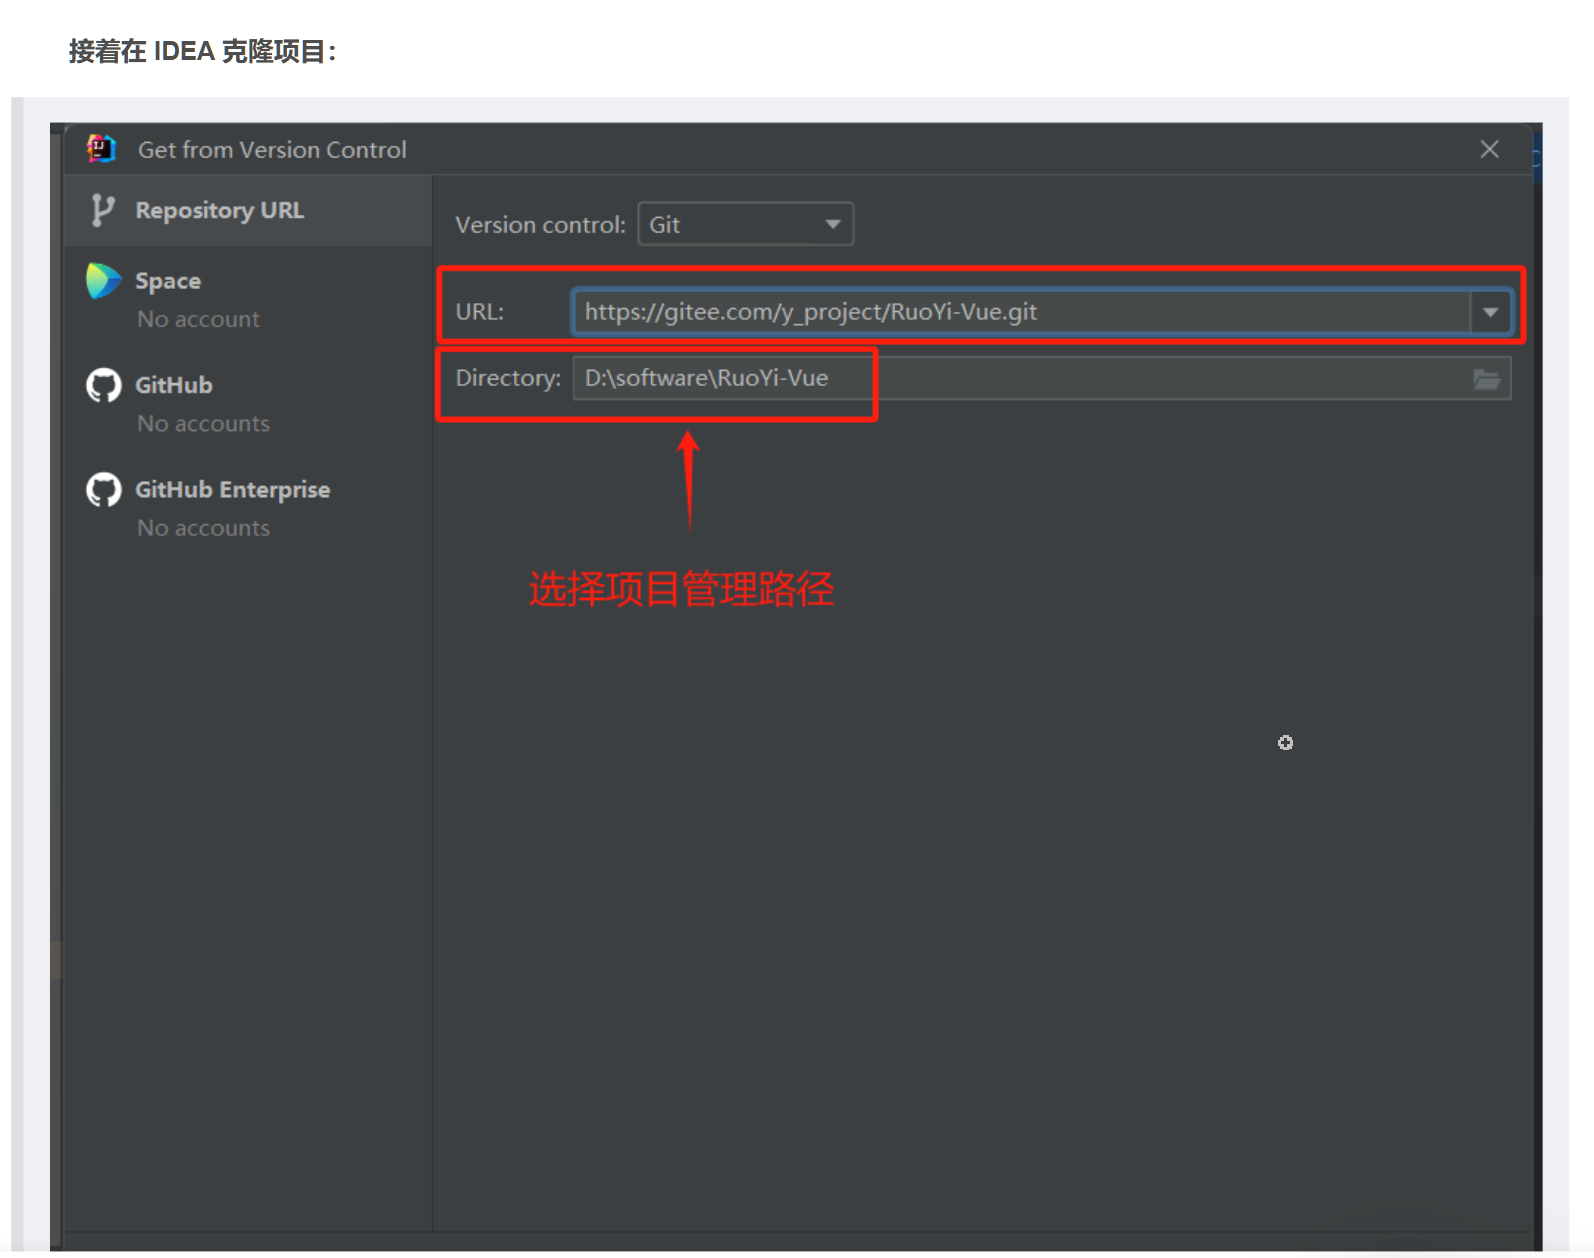 接着在 IDEA 克隆项目：
Get from Version Control
Repository URL
Version control: Git
Space
No account
URL: https://gitee.com/y_project/RuoYi-Vue.git
Directory: D:\software\RuoYi-Vue
GitHub
No accounts
GitHub Enterprise
No accounts
选择项目管理路径